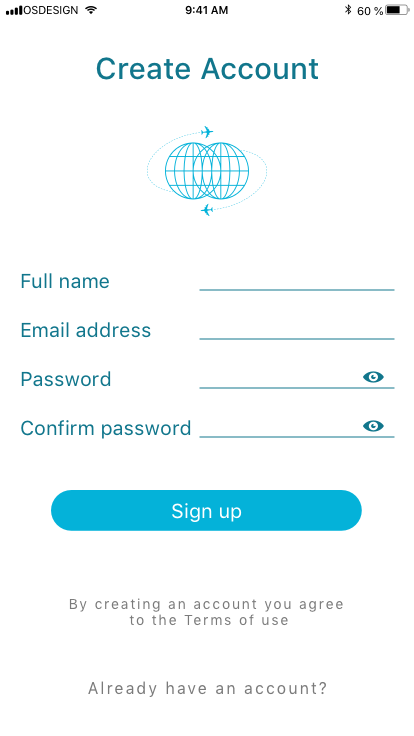 OSDESIGN 9:41 AM 60 %
Create Account
Full name
Email address
Password
Confirm password
Sign up
By creating an account you agree
to the Terms of use
Already have an account?